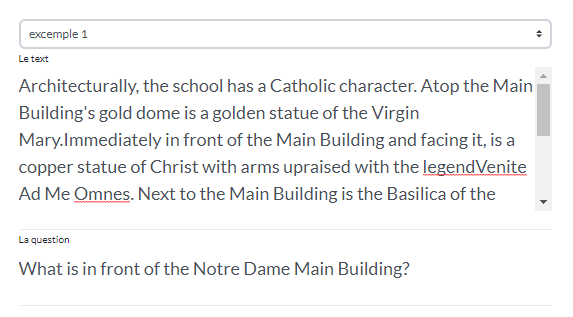 excemple 1
Le text
Architecturally, the school has a Catholic character. Atop the Main
Building's gold dome is a golden statue of the Virgin
Mary.Immediately in front of the Main Building and facing it, is a
copper statue of Christ with arms upraised with the legendVenite
Ad Me Omnes. Next to the Main Building is the Basilica of the
La question
What is in front of the Notre Dame Main Building?